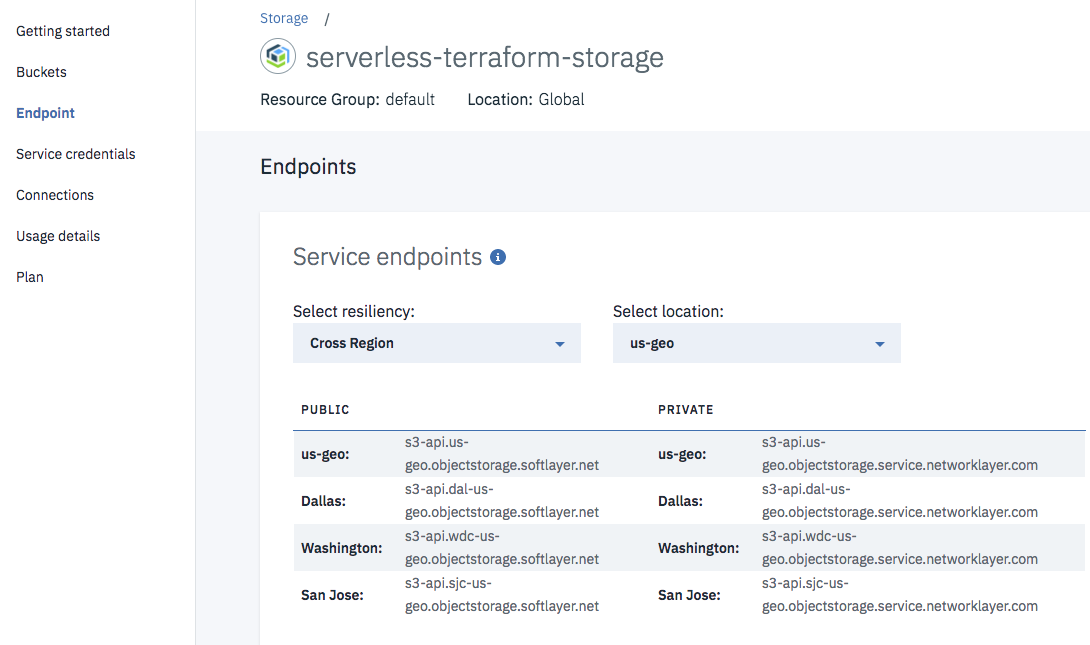 Getting started
Buckets
Endpoint
Service credentials
Connections
Usage details
Plan
Storage /
serverless-terraform-storage
Resource Group: default Location: Global
Endpoints
Service endpoints
Select resiliency: Select location:
Cross Region us-geo
PUBLIC PRIVATE
us-geo: s3-api.us- us-geo: s3-api.us-
geo.objectstorage.softlayer.net geo.objectstorage.service.networklayer.com
Dallas: s3-api.dal-us- Dallas: s3-api.dal-us-
geo.objectstorage.softlayer.net geo.objectstorage.service.networklayer.com
Washington: s3-api.wdc-us- Washington: s3-api.wdc-us-
geo.objectstorage.softlayer.net geo.objectstorage.service.networklayer.com
San Jose: s3-api.sjc-us- San Jose: s3-api.sjc-us-
geo.objectstorage.softlayer.net geo.objectstorage.service.networklayer.com